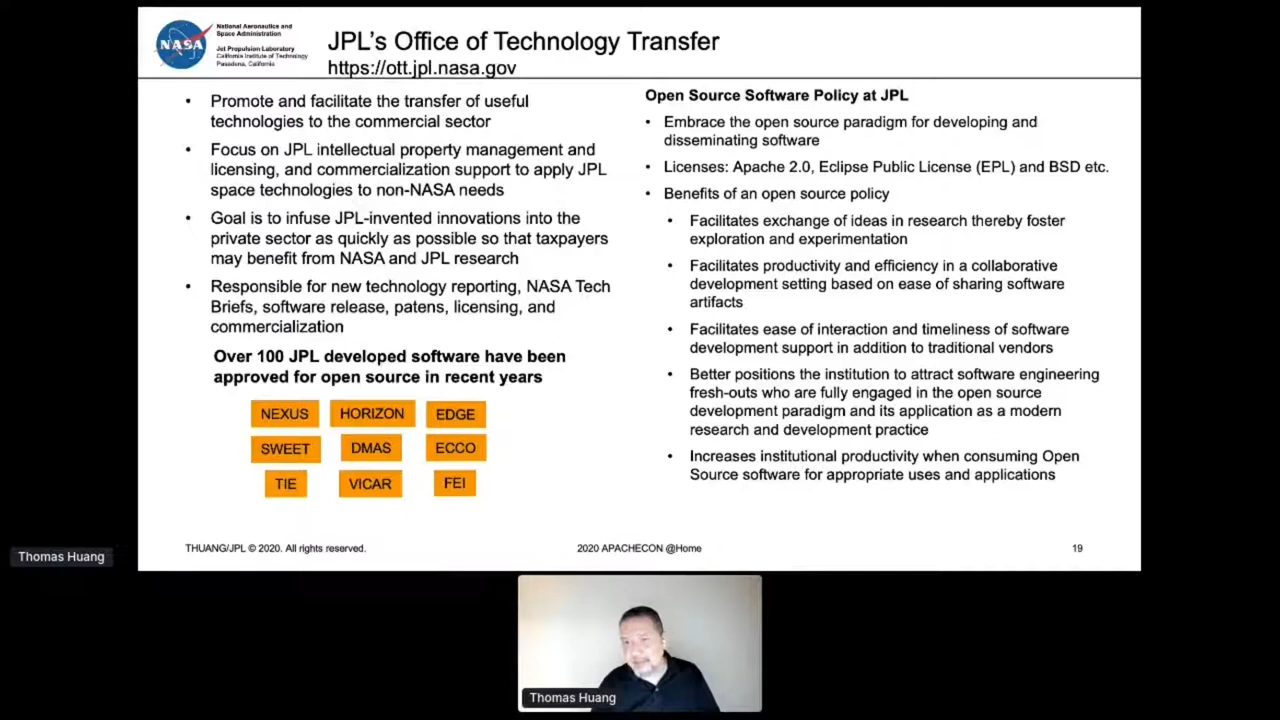 National Aeronautics and
Space Administration
Jet Propulsion Laboratory
California Institute of Technology
Pasadena, California
NASA
JPL's Office of Technology Transfer
https://ott.jpl.nasa.gov
• Promote and facilitate the transfer of useful
technologies to the commercial sector
• Focus on JPL intellectual property management and
licensing, and commercialization support to apply JPL
space technologies to non-NASA needs
• Goal is to infuse JPL-invented innovations into the
private sector as quickly as possible so that taxpayers
may benefit from NASA and JPL research
• Responsible for new technology reporting, NASA Tech
Briefs, software release, patens, licensing, and
commercialization
Over 100 JPL developed software have been
approved for open source in recent years
NEXUS HORIZON EDGE
SWEET DMAS ECCO
TIE VICAR FEI
Open Source Software Policy at JPL
• Embrace the open source paradigm for developing and
disseminating software
• Licenses: Apache 2.0, Eclipse Public License (EPL) and BSD etc.
• Benefits of an open source policy
• Facilitates exchange of ideas in research thereby foster
exploration and experimentation
• Facilitates productivity and efficiency in a collaborative
development setting based on ease of sharing software
artifacts
• Facilitates ease of interaction and timeliness of software
development support in addition to traditional vendors
• Better positions the institution to attract software engineering
fresh-outs who are fully engaged in the open source
development paradigm and its application as a modern
research and development practice
• Increases institutional productivity when consuming Open
Source software for appropriate uses and applications
THUANG/JPL © 2020. All rights reserved.
2020 APACHECON @Home
19
Thomas Huang
Thomas Huang